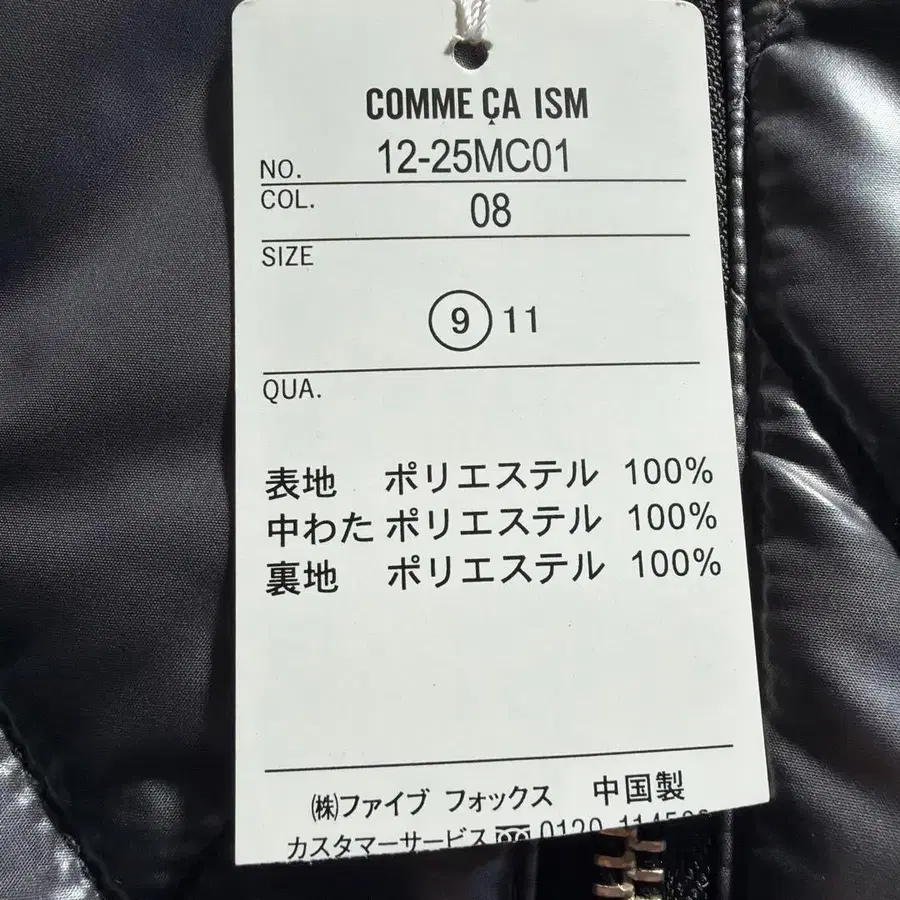 COMME ÇA ISM
NO. 12-25MC01
COL. 08
SIZE
9 11
QUA.
表地 ポリエステル 100%
中わた ポリエステル 100%
裏地 ポリエステル 100%
㈱ファイブ フォックス 中国製
カスタマーサービス 0120